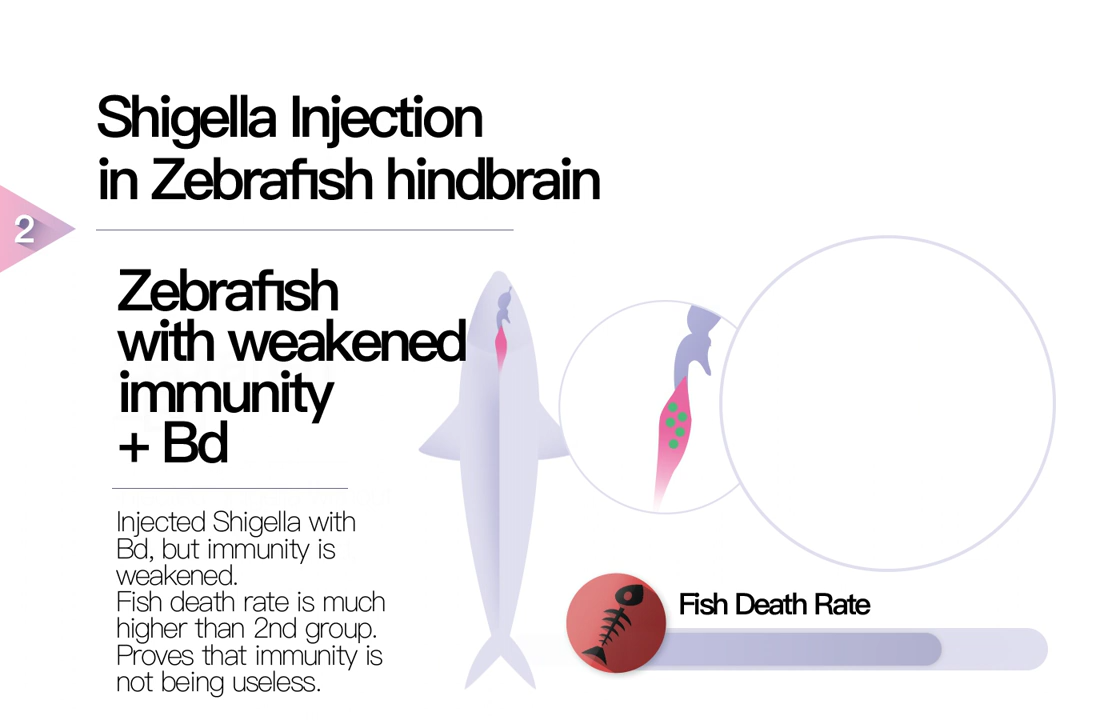 Shigella Injection
in Zebrafish hindbrain
2
Zebrafish
with weakened
immunity
+ Bd
Injected Shigella with
Bd, but immunity is
weakened.
Fish death rate is much
higher than 2nd group.
Proves that immunity is
not being useless.
Fish Death Rate